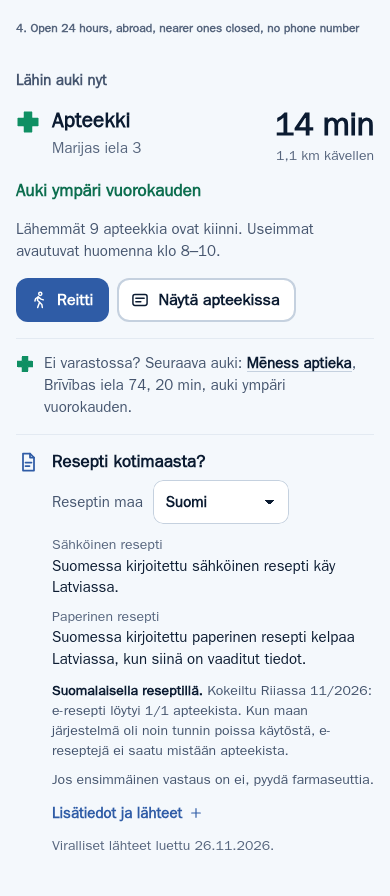 4. Open 24 hours, abroad, nearer ones closed, no phone number
Lähin auki nyt
Apteekki
14 min
Marijas iela 3
1,1 km kävellen
Auki ympäri vuorokauden
Lähemmät 9 apteekkia ovat kiinni. Useimmat
avautuvat huomenna klo 8–10.
Reitti
Näytä apteekissa
Ei varastossa? Seuraava auki: Mēness aptieka,
Brīvības iela 74, 20 min, auki ympäri
vuorokauden.
Resepti kotimaasta?
Reseptin maa
Suomi
Sähköinen resepti
Suomessa kirjoitettu sähköinen resepti käy
Latviassa.
Paperinen resepti
Suomessa kirjoitettu paperinen resepti kelpaa
Latviassa, kun siinä on vaaditut tiedot.
Suomalaisella reseptillä. Kokeiltu Riiassa 11/2026:
e-resepti löytyi 1/1 apteekista. Kun maan
järjestelmä oli noin tunnin poissa käytöstä, e-
reseptejä ei saatu mistään apteekista.
Jos ensimmäinen vastaus on ei, pyydä farmaseuttia.
Lisätiedot ja lähteet +
Viralliset lähteet luettu 26.11.2026.